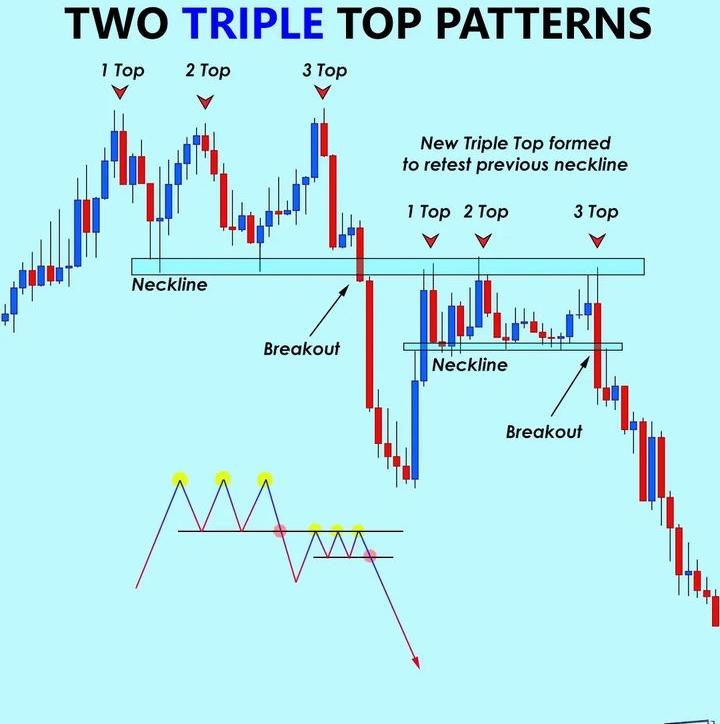 TWO TRIPLE TOP PATTERNS
1 Top
2 Top
3 Top
New Triple Top formed
to retest previous neckline
1 Top
2 Top
3 Top
Neckline
Breakout
Neckline
Breakout